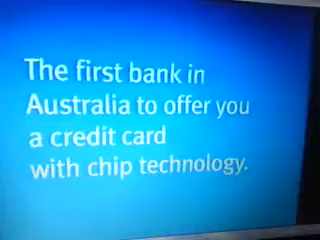 The first bank in
Australia to offer you
a credit card
with chip technology.